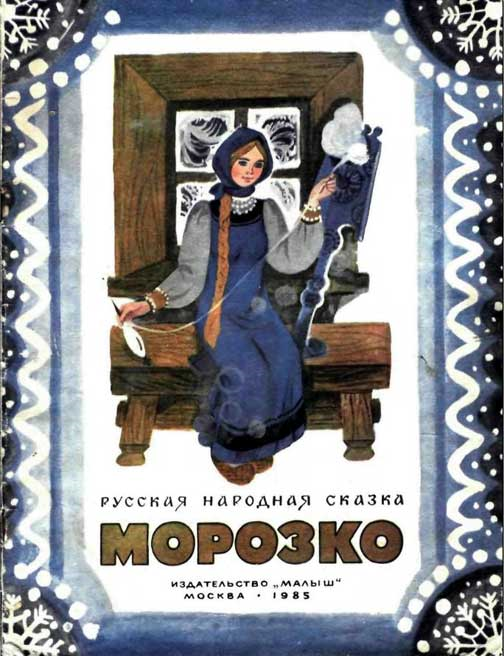 РУССКАЯ НАРОДНАЯ СКАЗКА
МОРОЗКО
ИЗДАТЕЛЬСТВО „МАЛЫШ“
МОСКВА · 1985